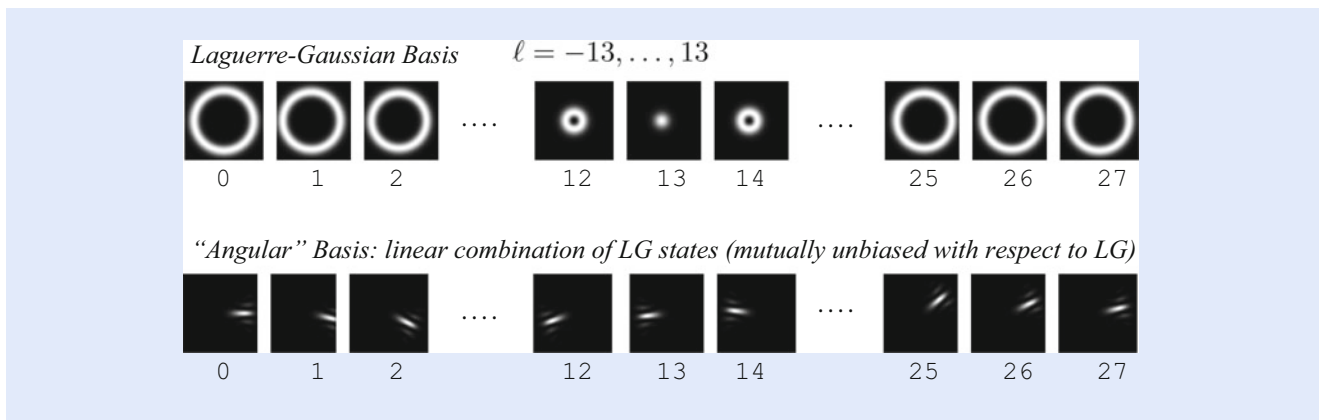 Laguerre-Gaussian Basis ℓ = −13, . . . , 13
. . . . . . . .
0 1 2 12 13 14 25 26 27
“Angular” Basis: linear combination of LG states (mutually unbiased with respect to LG)
. . . . . . . .
0 1 2 12 13 14 25 26 27